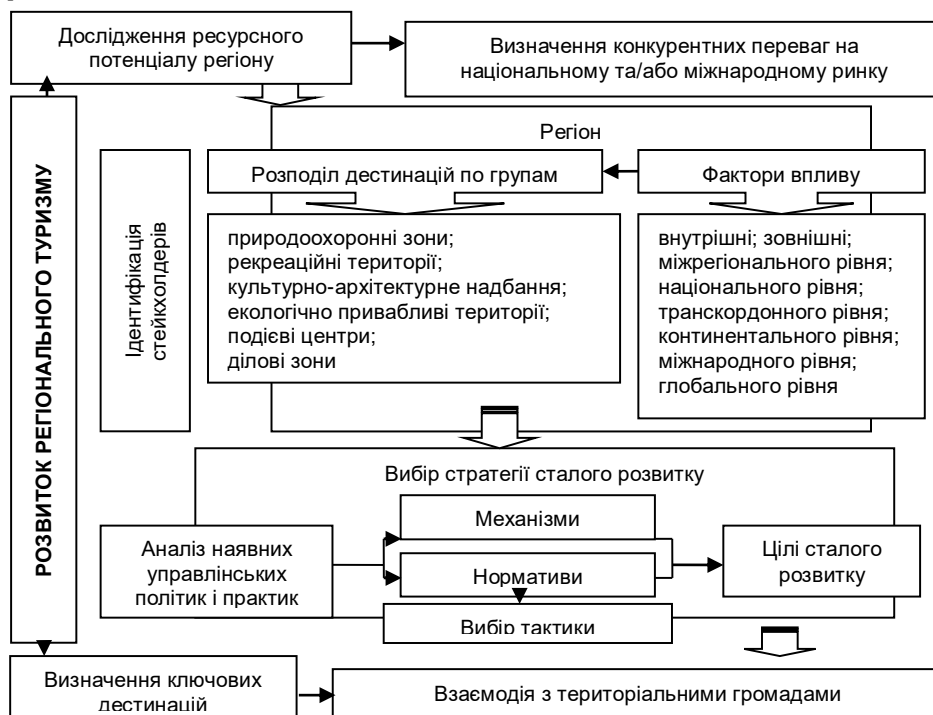 Дослідження ресурсного
потенціалу регіону
Визначення конкурентних переваг на
національному та/або міжнародному ринку
РОЗВИТОК РЕГІОНАЛЬНОГО ТУРИЗМУ
Ідентифікація
стейкхолдерів
Регіон
Розподіл дестинацій по групам
Фактори впливу
природоохоронні зони;
рекреаційні території;
культурно-архітектурне надбання;
екологічно привабливі території;
подієві центри;
ділові зони
внутрішні; зовнішні;
міжрегіонального рівня;
національного рівня;
транскордонного рівня;
континентального рівня;
міжнародного рівня;
глобального рівня
Вибір стратегії сталого розвитку
Аналіз наявних
управлінських
політик і практик
Механізми
Нормативи
Вибір тактики
Цілі сталого
розвитку
Визначення ключових
дестинацій
Взаємодія з територіальними громадами